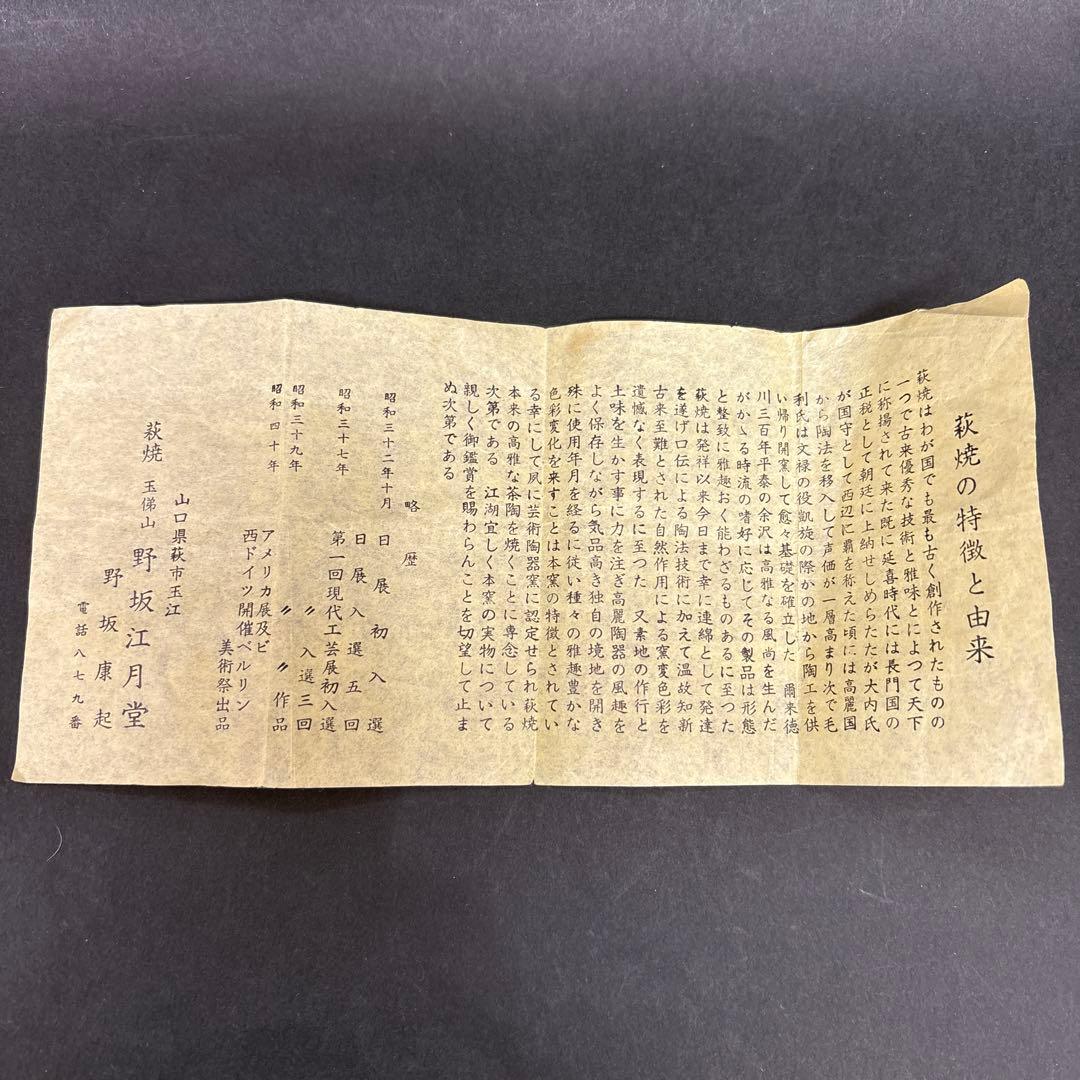 萩焼の特徴と由来
萩焼はわが国でも最も古く創作されたものの
一つで古来優秀な技術と雅味とによつて天下
に称揚されて来た既に延喜時代には長門国の
正税として朝廷に上納せしめらたたが大内氏
が国守として西辺に覇を称えた頃には高麗国
から陶法を移入して声価が一層高まり次で毛
利氏は文禄の役凱旋の際かの地から陶工を供
い帰り開窯して愈々基礎を確立した　爾来徳
川三百年平泰の余沢は高雅なる風尚を生んだ
がかゝる時流の嗜好に応じてその製品は形態
と整致に雅趣おく能わざるものあるに至つた
萩焼は発祥以来今日まで幸に連綿として発達
を遂げ口伝による陶法技術に加えて温故知新
古来至難とされた自然作用による窯変色彩を
遺憾なく表現するに至つた　又素地の作行と
土味を生かす事に力を注ぎ高麗陶器の風趣を
よく保存しながら気品高き独自の境地を開き
殊に使用年月を経るに従い種々の雅趣豊かな
色彩変化を来すことは本窯の特徴とされてい
る幸にして夙に芸術陶器窯に認定せられ萩焼
本来の高雅な茶陶を焼くことに専念している
次第である　江湖宜しく本窯の実物について
親しく御鑑賞を賜わらんことを切望して止ま
ぬ次第である
略歴
昭和三十二年十月　日展初入選
日展入選五回
昭和三十七年　第一回現代工芸展初入選
〃入選三回
昭和三十九年　〃〃作品
昭和四十年　アメリカ展及ビ
西ドイツ開催ベルリン
美術祭出品
山口県萩市玉江
萩焼　玉俤山　野坂江月堂
野坂康起
電話八七九番